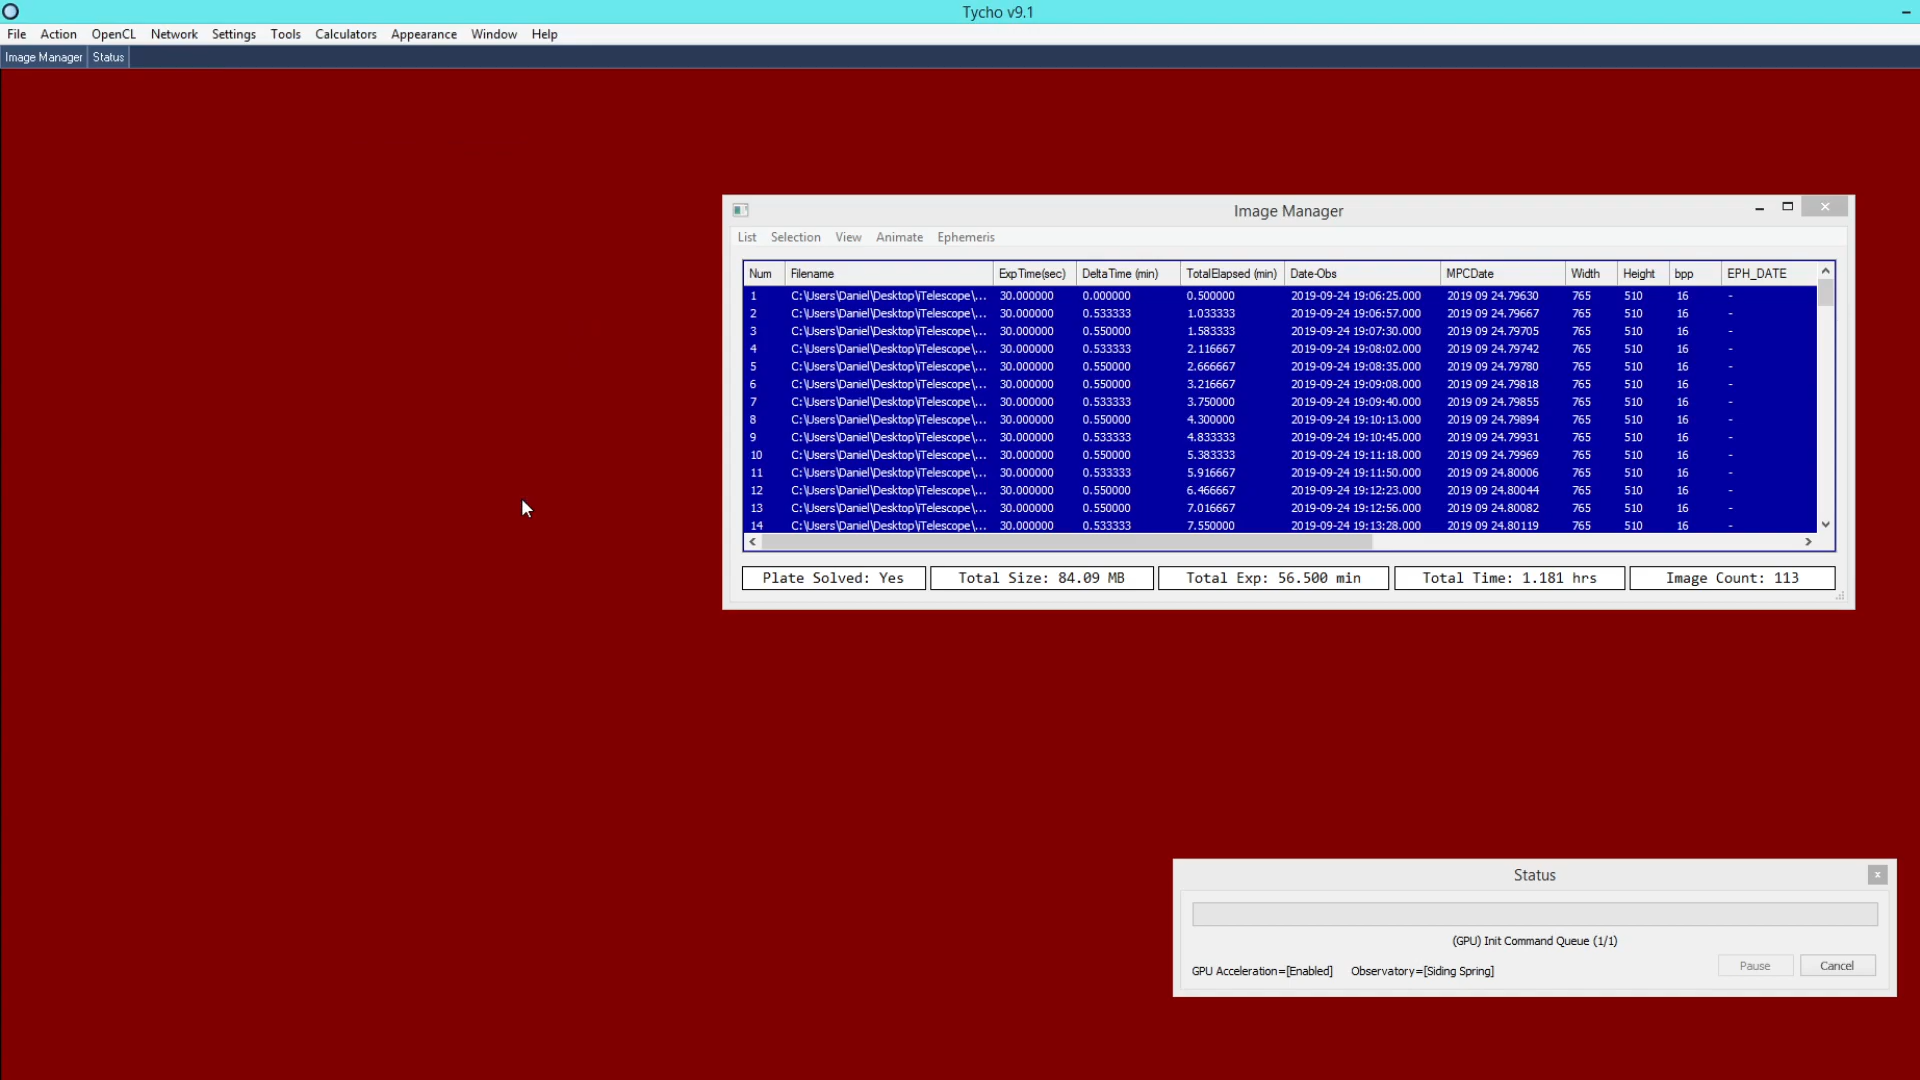 Tycho v9.1
File Action OpenCL Network Settings Tools Calculators Appearance Window Help
Image Manager Status
Image Manager
List Selection View Animate Ephemeris
Num Filename ExpTime(sec) DeltaTime (min) TotalElapsed (min) Date-Obs MPCDate Width Height bpp EPH_DATE
1 C:\Users\Daniel\Desktop\iTelescope\... 30.000000 0.000000 0.500000 2019-09-24 19:06:25.000 2019 09 24.79630 765 510 16 -
2 C:\Users\Daniel\Desktop\iTelescope\... 30.000000 0.533333 1.033333 2019-09-24 19:06:57.000 2019 09 24.79667 765 510 16 -
3 C:\Users\Daniel\Desktop\iTelescope\... 30.000000 0.550000 1.583333 2019-09-24 19:07:30.000 2019 09 24.79705 765 510 16 -
4 C:\Users\Daniel\Desktop\iTelescope\... 30.000000 0.533333 2.116667 2019-09-24 19:08:02.000 2019 09 24.79742 765 510 16 -
5 C:\Users\Daniel\Desktop\iTelescope\... 30.000000 0.550000 2.666667 2019-09-24 19:08:35.000 2019 09 24.79780 765 510 16 -
6 C:\Users\Daniel\Desktop\iTelescope\... 30.000000 0.550000 3.216667 2019-09-24 19:09:08.000 2019 09 24.79818 765 510 16 -
7 C:\Users\Daniel\Desktop\iTelescope\... 30.000000 0.533333 3.750000 2019-09-24 19:09:40.000 2019 09 24.79855 765 510 16 -
8 C:\Users\Daniel\Desktop\iTelescope\... 30.000000 0.550000 4.300000 2019-09-24 19:10:13.000 2019 09 24.79894 765 510 16 -
9 C:\Users\Daniel\Desktop\iTelescope\... 30.000000 0.533333 4.833333 2019-09-24 19:10:45.000 2019 09 24.79931 765 510 16 -
10 C:\Users\Daniel\Desktop\iTelescope\... 30.000000 0.550000 5.383333 2019-09-24 19:11:18.000 2019 09 24.79969 765 510 16 -
11 C:\Users\Daniel\Desktop\iTelescope\... 30.000000 0.533333 5.916667 2019-09-24 19:11:50.000 2019 09 24.80006 765 510 16 -
12 C:\Users\Daniel\Desktop\iTelescope\... 30.000000 0.550000 6.466667 2019-09-24 19:12:23.000 2019 09 24.80044 765 510 16 -
13 C:\Users\Daniel\Desktop\iTelescope\... 30.000000 0.550000 7.016667 2019-09-24 19:12:56.000 2019 09 24.80082 765 510 16 -
14 C:\Users\Daniel\Desktop\iTelescope\... 30.000000 0.533333 7.550000 2019-09-24 19:13:28.000 2019 09 24.80119 765 510 16 -
Plate Solved: Yes Total Size: 84.09 MB Total Exp: 56.500 min Total Time: 1.181 hrs Image Count: 113
Status
(GPU) Init Command Queue (1/1)
GPU Acceleration=[Enabled] Observatory=[Siding Spring] Pause Cancel